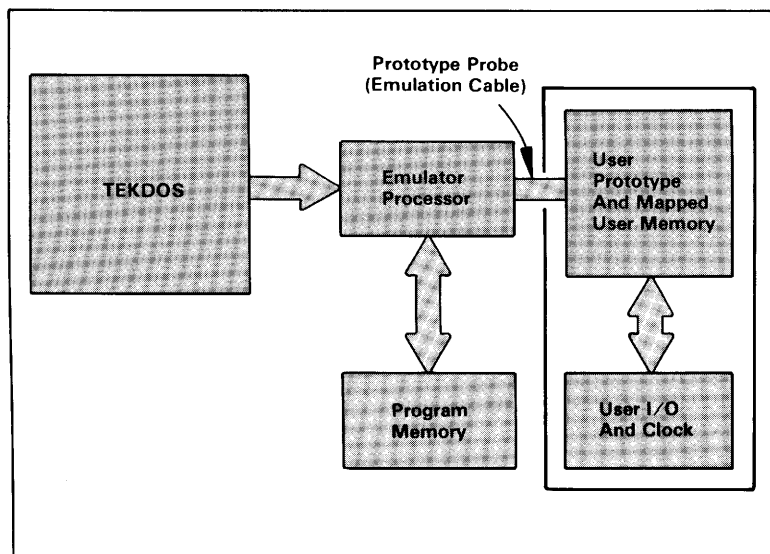 Prototype Probe
(Emulation Cable)
TEKDOS
Emulator
Processor
User
Prototype
And Mapped
User Memory
Program
Memory
User I/O
And Clock